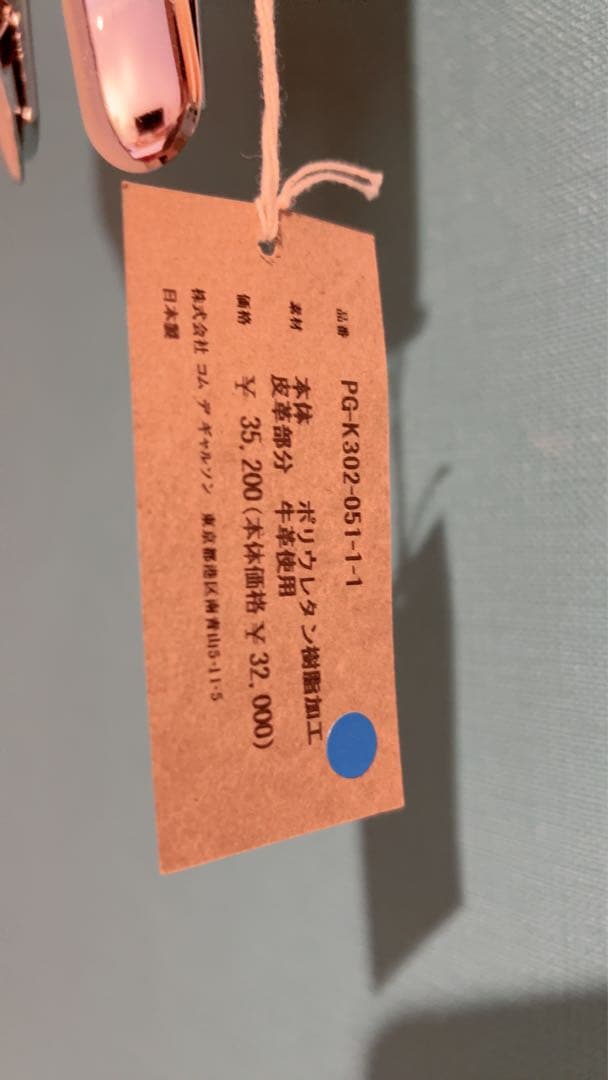 品番 PG-K302-051-1-1
素材 本体 ポリウレタン樹脂加工
皮革部分 牛革使用
価格 ¥ 35,200(本体価格 ¥ 32,000)
株式会社 コム デ ギャルソン 東京都港区南青山5-11-5
日本製